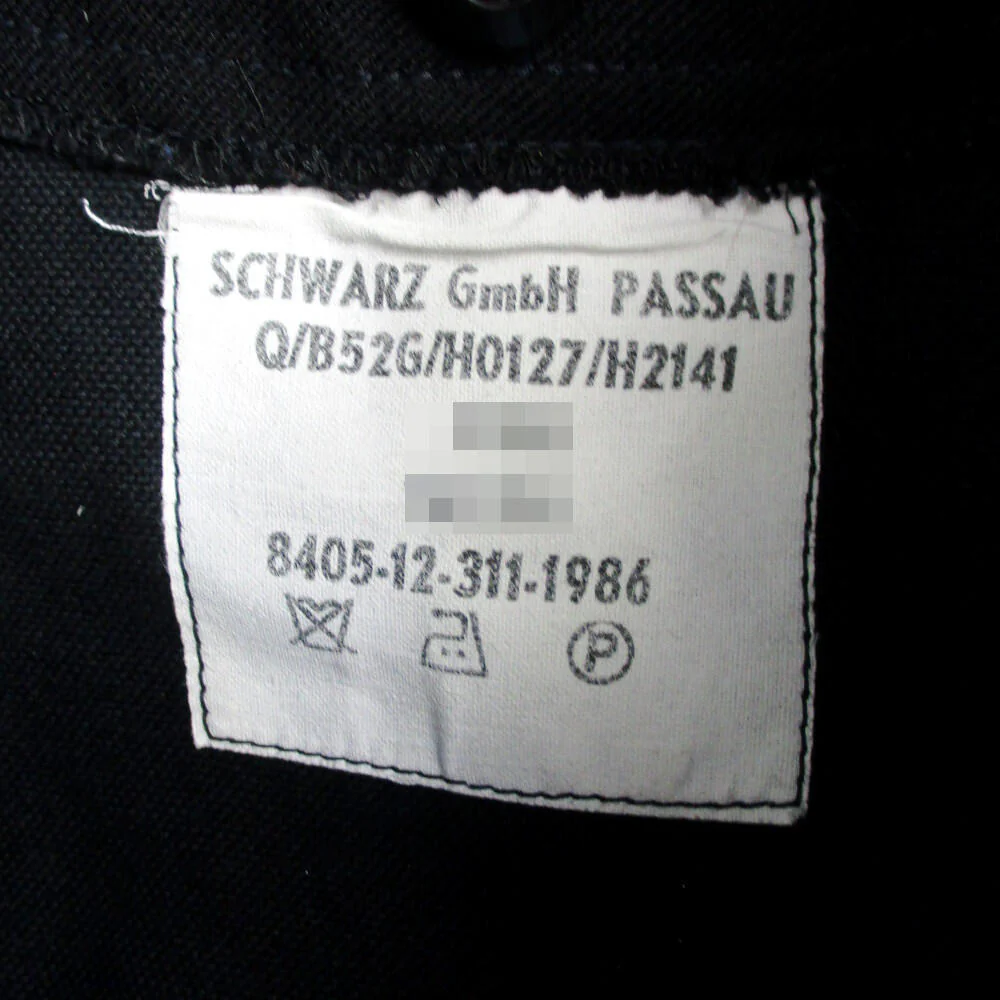 SCHWARZ GmbH PASSAU
Q/B52G/H0127/H2141
8405-12-311-1986
P